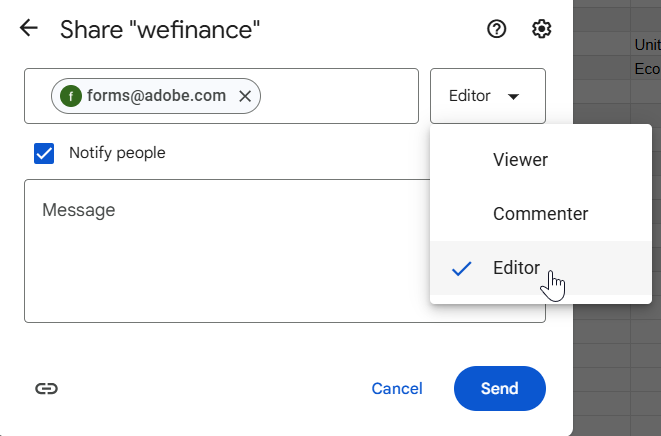 Share "wefinance"
Unit
Eco
f forms@adobe.com
Editor
Notify people
Viewer
Message
Commenter
Editor
Cancel
Send